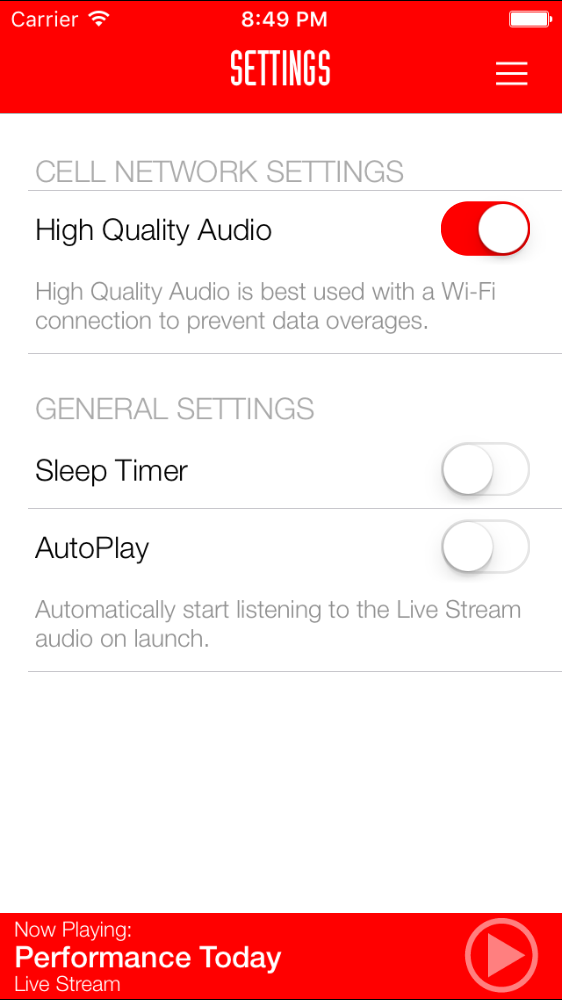 Carrier 8:49 PM
SETTINGS
CELL NETWORK SETTINGS
High Quality Audio
High Quality Audio is best used with a Wi-Fi
connection to prevent data overages.
GENERAL SETTINGS
Sleep Timer
AutoPlay
Automatically start listening to the Live Stream
audio on launch.
Now Playing:
Performance Today
Live Stream